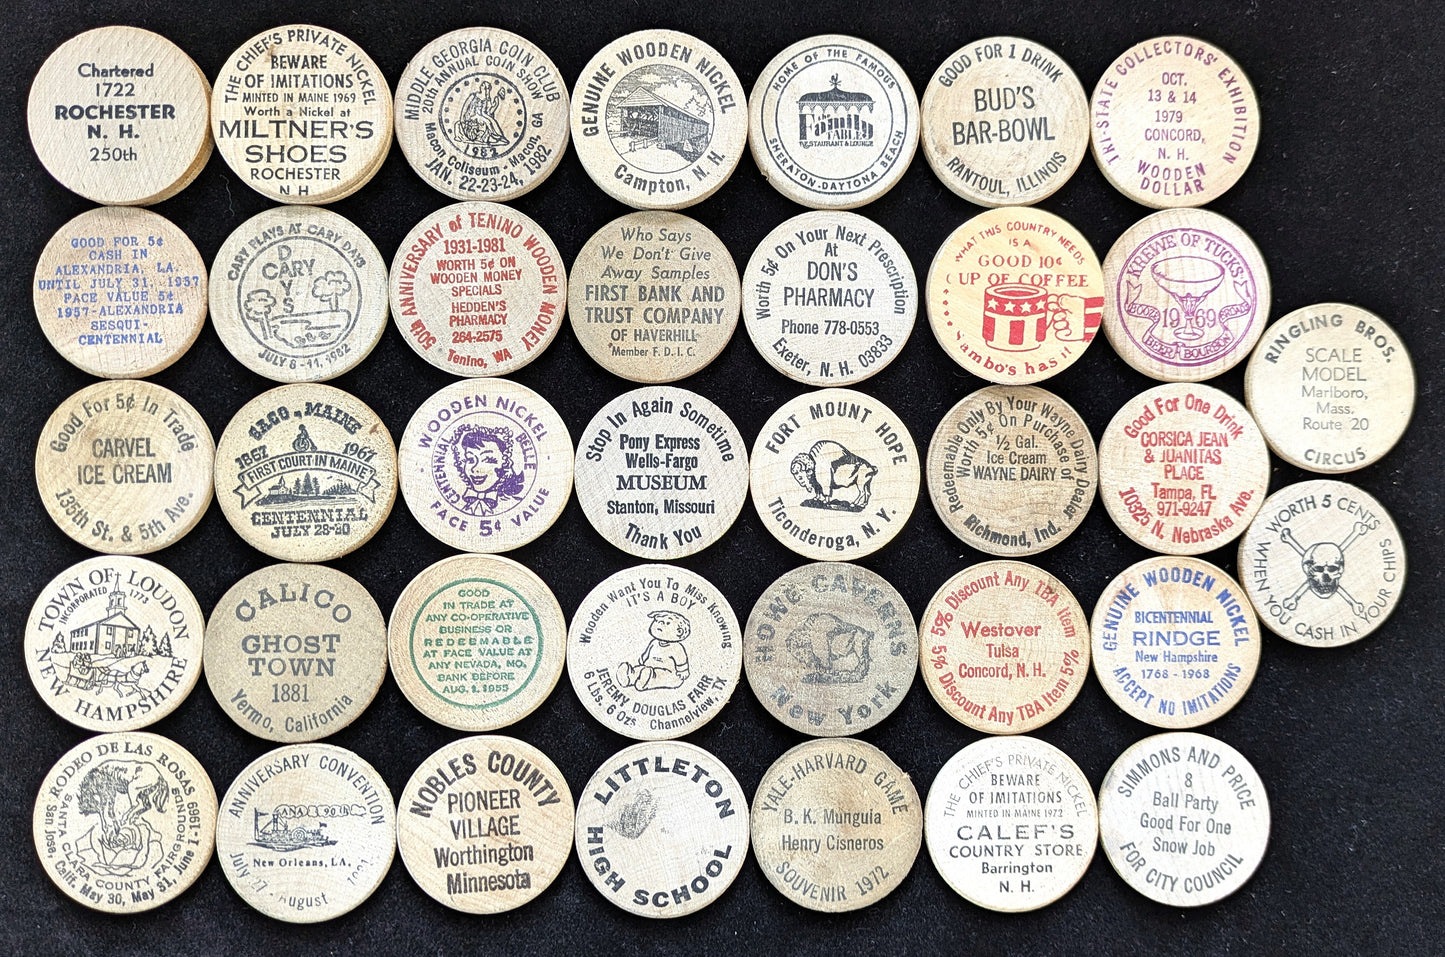 Chartered
1722
ROCHESTER
N. H.
250th
THE CHIEF'S PRIVATE NICKEL
BEWARE
OF IMITATIONS
MINTED IN MAINE 1969
Worth a Nickel at
MILTNER'S
SHOES
ROCHESTER
N.H.
MIDDLE GEORGIA COIN CLUB
20th ANNUAL COIN SHOW
1982
Macon Coliseum - Macon, GA
JAN. 22-23-24, 1982
GENUINE WOODEN NICKEL
Campton, N. H.
HOME OF THE FAMOUS
Family
TABLE
RESTAURANT & LOUNGE
SHERATON-DAYTONA BEACH
GOOD FOR 1 DRINK
BUD'S
BAR-BOWL
RANTOUL, ILLINOIS
TRI-STATE COLLECTORS' EXHIBITION
OCT.
13 & 14
1979
CONCORD,
N. H.
WOODEN
DOLLAR
GOOD FOR 5¢
CASH IN
ALEXANDRIA, LA.
UNTIL JULY 31, 1957
FACE VALUE 5¢
1957-ALEXANDRIA
SESQUI-
CENTENNIAL
CARY PLAYS AT CARY DAYS
DAYS
CARY
JULY 6-11, 1982
50th ANNIVERSARY of TENINO WOODEN MONEY
1931-1981
WORTH 5¢ ON
WOODEN MONEY
SPECIALS
HEDDEN'S
PHARMACY
264-2575
Tenino, WA
Who Says
We Don't Give
Away Samples
FIRST BANK AND
TRUST COMPANY
OF HAVERHILL
Member F. D. I. C.
Worth 5¢ On Your Next Prescription
At
DON'S
PHARMACY
Phone 778-0553
Exeter, N. H. 03833
WHAT THIS COUNTRY NEEDS
IS A
GOOD 10¢
CUP OF COFFEE
Sambo's has it
KREWE OF TUCKS
BOOZE 1969 BROADS
BEER BOURBON
RINGLING BROS.
SCALE
MODEL
Marlboro,
Mass.
Route 20
CIRCUS
Good For 5¢ In Trade
CARVEL
ICE CREAM
135th St. & 5th Ave.
SACO, MAINE
1867 1967
FIRST COURT IN MAINE
CENTENNIAL
JULY 28-30
WOODEN NICKEL
CENTENNIAL BELLE
FACE 5¢ VALUE
Stop In Again Sometime
Pony Express
Wells-Fargo
MUSEUM
Stanton, Missouri
Thank You
FORT MOUNT HOPE
Ticonderoga, N. Y.
Redeemable Only By Your Wayne Dairy Dealer
Worth 5¢ On Purchase of
½ Gal.
Ice Cream
WAYNE DAIRY
Richmond, Ind.
Good For One Drink
CORSICA JEAN
& JUANITAS
PLACE
Tampa, FL
971-9247
10325 N. Nebraska Ave.
WORTH 5 CENTS
WHEN YOU CASH IN YOUR CHIPS
TOWN OF LOUDON
INCORPORATED 1773
NEW HAMPSHIRE
CALICO
GHOST
TOWN
1881
Yermo, California
GOOD
IN TRADE AT
ANY CO-OPERATIVE
BUSINESS OR
REDEEMABLE
AT FACE VALUE AT
ANY NEVADA, MO.
BANK BEFORE
AUG. 1, 1955
Wooden Want You To Miss Knowing
IT'S A BOY
JEREMY DOUGLAS FARR
6 Lbs. 6 Ozs Channelview, TX
HOWE CAVERNS
New York
5% Discount Any TBA Item 5%
Westover
Tulsa
Concord, N. H.
5% Discount Any TBA Item 5%
GENUINE WOODEN NICKEL
BICENTENNIAL
RINDGE
New Hampshire
1768 - 1968
ACCEPT NO IMITATIONS
RODEO DE LAS ROSAS
SANTA CLARA COUNTY FAIRGROUNDS
San Jose, Calif. May 30, May 31, June 1-1969
ANNIVERSARY CONVENTION
ANA 90th
New Orleans, LA.
July 27 - August 1981
NOBLES COUNTY
PIONEER
VILLAGE
Worthington
Minnesota
LITTLETON
HIGH SCHOOL
YALE-HARVARD GAME
B. K. Mungula
Henry Cisneros
SOUVENIR 1972
THE CHIEF'S PRIVATE NICKEL
BEWARE
OF IMITATIONS
MINTED IN MAINE 1972
CALEF'S
COUNTRY STORE
Barrington
N. H.
SIMMONS AND PRICE
8
Ball Party
Good For One
Snow Job
FOR CITY COUNCIL